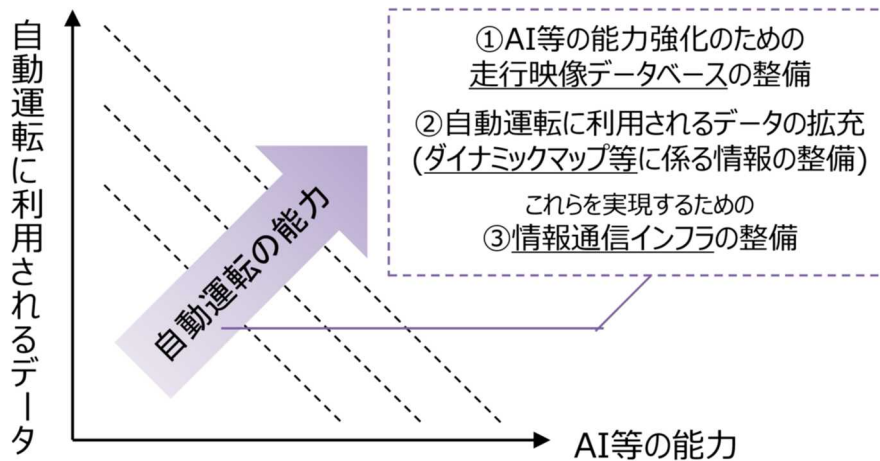 自動運転に利用されるデータ
①AI等の能力強化のための
走行映像データベースの整備
②自動運転に利用されるデータの拡充
(ダイナミックマップ等に係る情報の整備)
これらを実現するための
③情報通信インフラの整備
自動運転の能力
AI等の能力